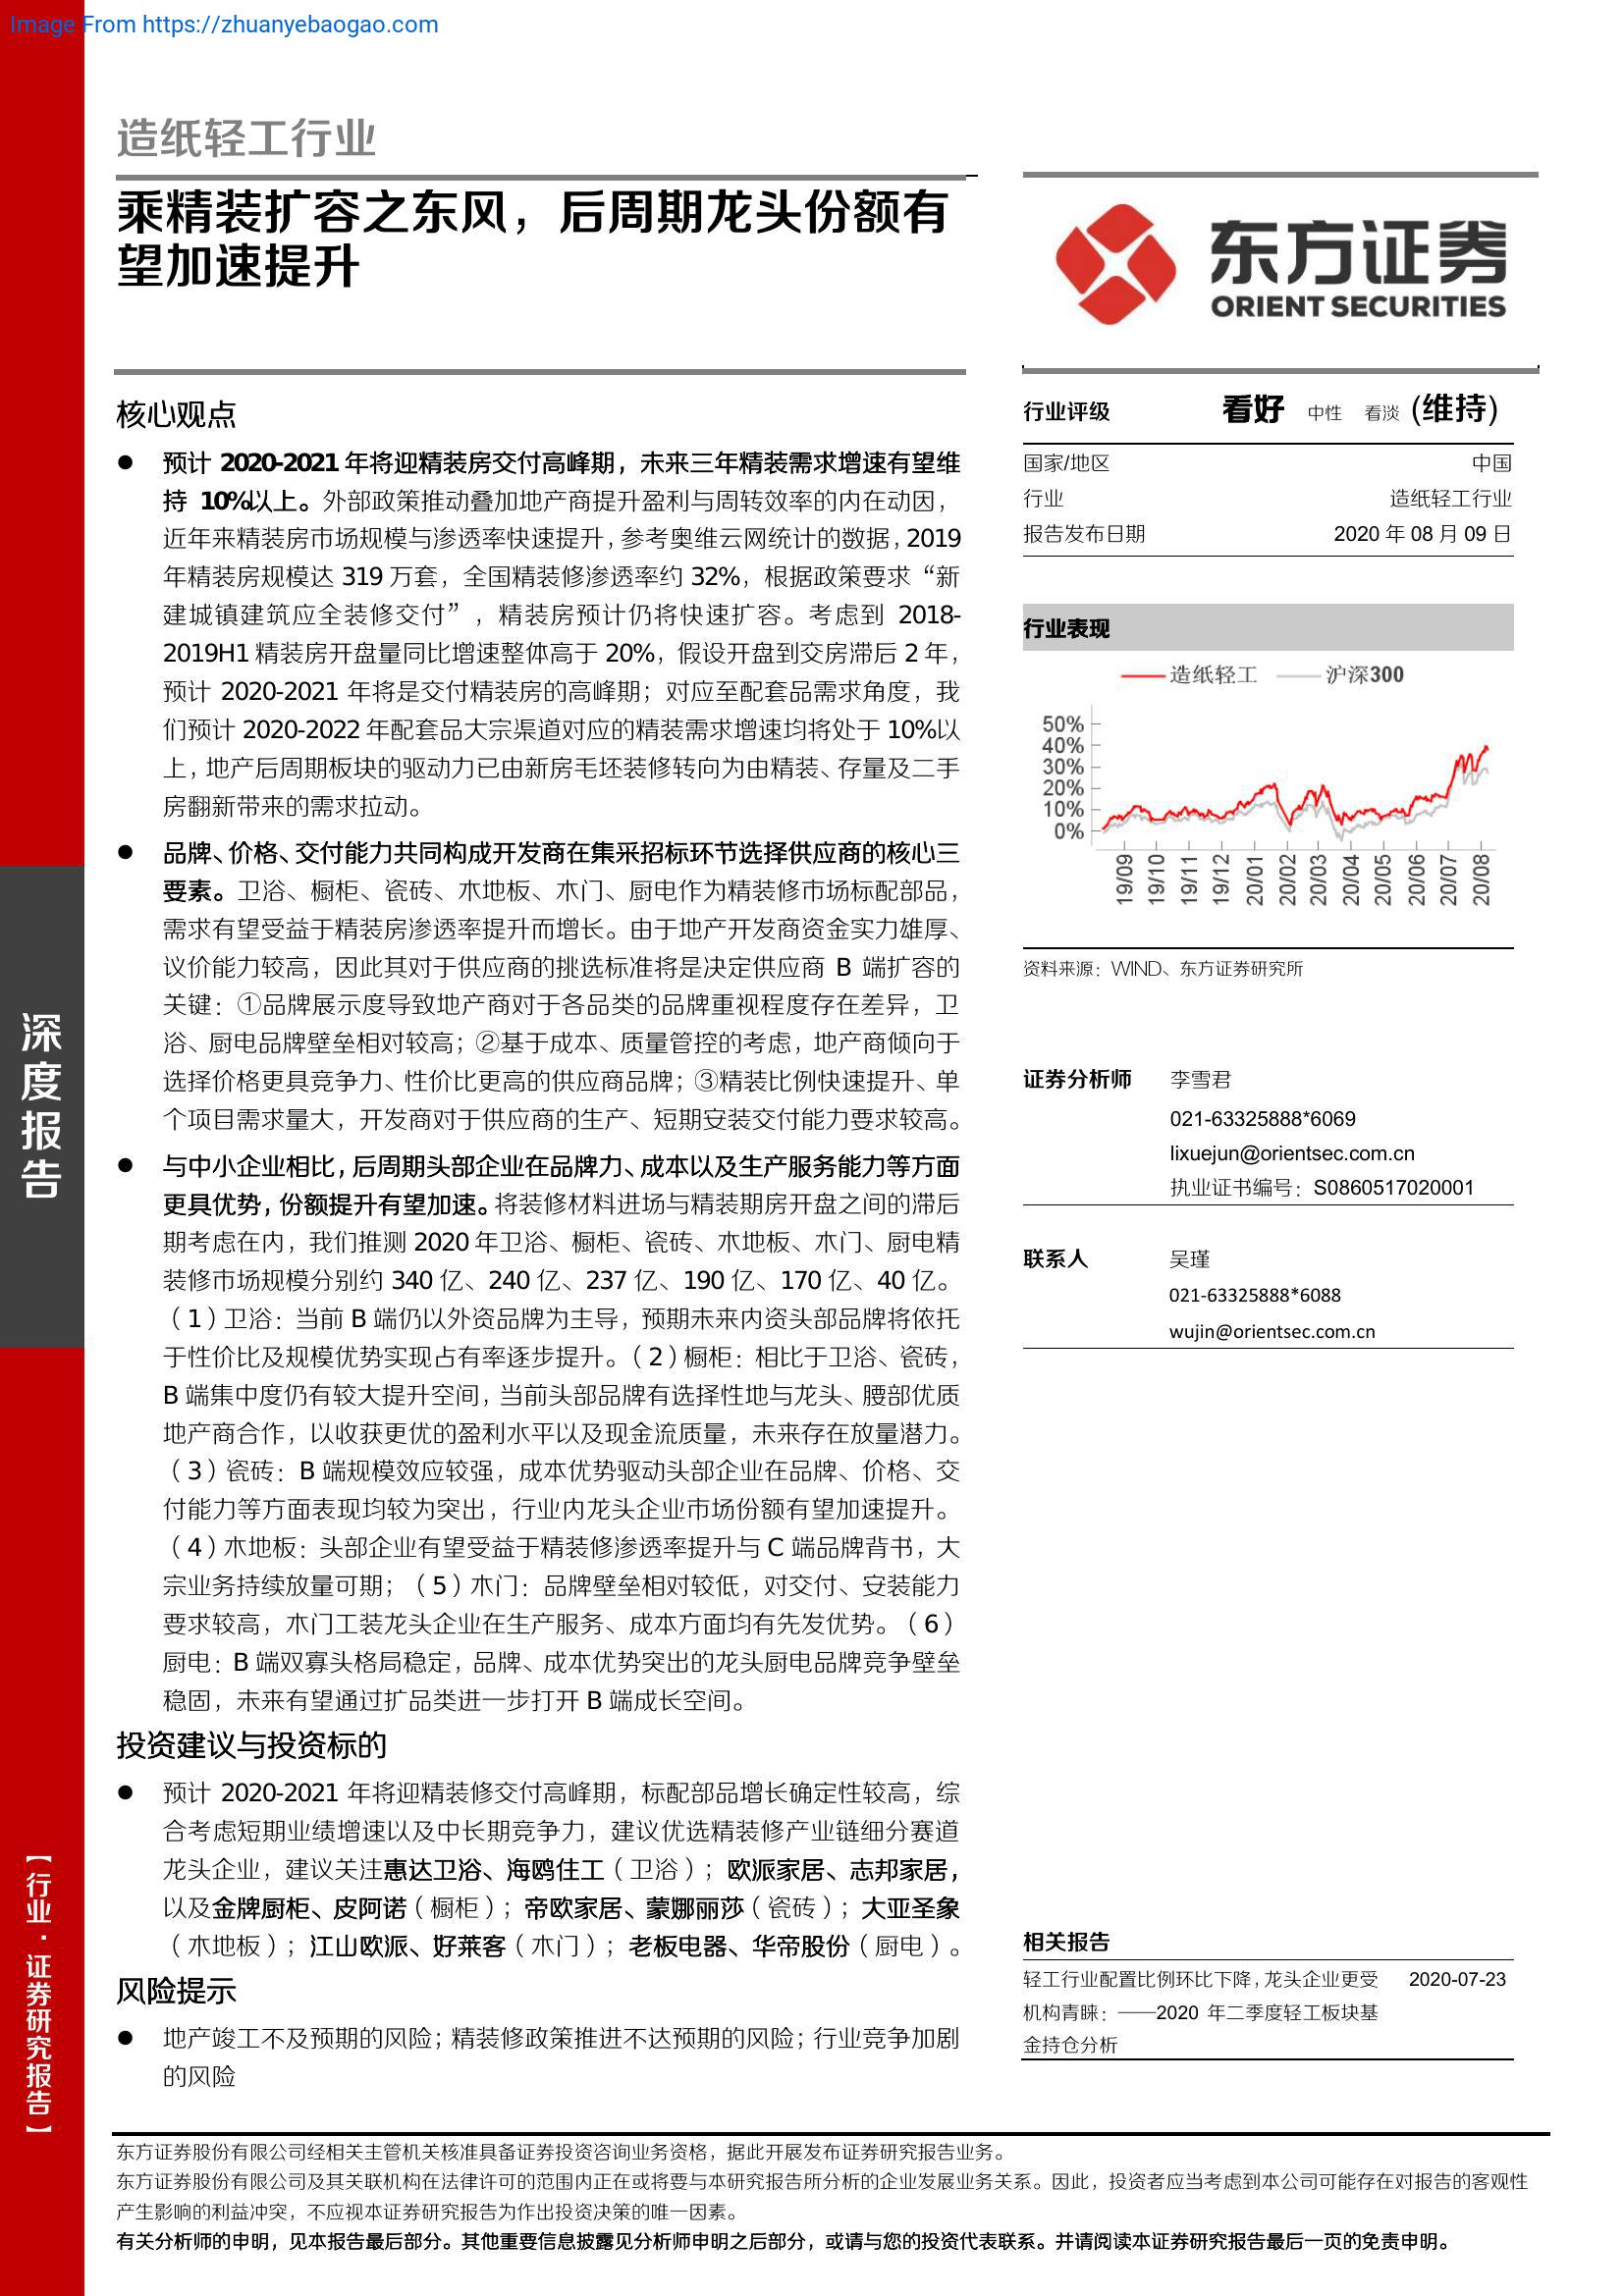 Image From https://zhuanyebaogao.com
造纸轻工行业
乘精装扩容之东风，后周期龙头份额有
望加速提升
东方证券
ORIENT SECURITIES
核心观点
● 预计 2020-2021 年将迎精装房交付高峰期，未来三年精装需求增速有望维
持 10%以上。外部政策推动叠加地产商提升盈利与周转效率的内在动因，
近年来精装房市场规模与渗透率快速提升，参考奥维云网统计的数据，2019
年精装房规模达 319 万套，全国精装修渗透率约 32%，根据政策要求“新
建城镇建筑应全装修交付”，精装房预计仍将快速扩容。考虑到 2018-
2019H1 精装房开盘量同比增速整体高于 20%，假设开盘到交房滞后 2 年，
预计 2020-2021 年将是交付精装房的高峰期；对应至配套品需求角度，我
们预计 2020-2022 年配套品大宗渠道对应的精装需求增速均将处于 10%以
上，地产后周期板块的驱动力已由新房毛坯装修转向为由精装、存量及二手
房翻新带来的需求拉动。
● 品牌、价格、交付能力共同构成开发商在集采招标环节选择供应商的核心三
要素。卫浴、橱柜、瓷砖、木地板、木门、厨电作为精装修市场标配部品，
需求有望受益于精装房渗透率提升而增长。由于地产开发商资金实力雄厚、
议价能力较高，因此其对于供应商的挑选标准将是决定供应商 B 端扩容的
关键：①品牌展示度导致地产商对于各品类的品牌重视程度存在差异，卫
浴、厨电品牌壁垒相对较高；②基于成本、质量管控的考虑，地产商倾向于
选择价格更具竞争力、性价比更高的供应商品牌；③精装比例快速提升、单
个项目需求量大，开发商对于供应商的生产、短期安装交付能力要求较高。
● 与中小企业相比，后周期头部企业在品牌力、成本以及生产服务能力等方面
更具优势，份额提升有望加速。将装修材料进场与精装期房开盘之间的滞后
期考虑在内，我们推测 2020 年卫浴、橱柜、瓷砖、木地板、木门、厨电精
装修市场规模分别约 340 亿、240 亿、237 亿、190 亿、170 亿、40 亿。
（1）卫浴：当前 B 端仍以外资品牌为主导，预期未来内资头部品牌将依托
于性价比及规模优势实现占有率逐步提升。（2）橱柜：相比于卫浴、瓷砖，
B 端集中度仍有较大提升空间，当前头部品牌有选择性地与龙头、腰部优质
地产商合作，以收获更优的盈利水平以及现金流质量，未来存在放量潜力。
（3）瓷砖：B 端规模效应较强，成本优势驱动头部企业在品牌、价格、交
付能力等方面表现均较为突出，行业内龙头企业市场份额有望加速提升。
（4）木地板：头部企业有望受益于精装修渗透率提升与 C 端品牌背书，大
宗业务持续放量可期；（5）木门：品牌壁垒相对较低，对交付、安装能力
要求较高，木门工装龙头企业在生产服务、成本方面均有先发优势。（6）
厨电：B 端双寡头格局稳定，品牌、成本优势突出的龙头厨电品牌竞争壁垒
稳固，未来有望通过扩品类进一步打开 B 端成长空间。
投资建议与投资标的
● 预计 2020-2021 年将迎精装修交付高峰期，标配部品增长确定性较高，综
合考虑短期业绩增速以及中长期竞争力，建议优选精装修产业链细分赛道
龙头企业，建议关注惠达卫浴、海鸥住工（卫浴）；欧派家居、志邦家居，
以及金牌厨柜、皮阿诺（橱柜）；帝欧家居、蒙娜丽莎（瓷砖）；大亚圣象
（木地板）；江山欧派、好莱客（木门）；老板电器、华帝股份（厨电）。
风险提示
● 地产竣工不及预期的风险；精装修政策推进不达预期的风险；行业竞争加剧
的风险
行业评级 看好 中性 看淡 (维持)
国家/地区 中国
行业 造纸轻工行业
报告发布日期 2020 年 08 月 09 日
行业表现
造纸轻工 沪深300
50%
40%
30%
20%
10%
0%
19/09 19/10 19/11 19/12 20/01 20/02 20/03 20/04 20/05 20/06 20/07 20/08
资料来源：WIND、东方证券研究所
证券分析师 李雪君
021-63325888*6069
lixuejun@orientsec.com.cn
执业证书编号：S0860517020001
联系人 吴瑾
021-63325888*6088
wujin@orientsec.com.cn
相关报告
轻工行业配置比例环比下降，龙头企业更受 2020-07-23
机构青睐：——2020 年二季度轻工板块基
金持仓分析
深度报告
【行业·证券研究报告】
东方证券股份有限公司经相关主管机关核准具备证券投资咨询业务资格，据此开展发布证券研究报告业务。
东方证券股份有限公司及其关联机构在法律许可的范围内正在或将要与本研究报告所分析的企业发展业务关系。因此，投资者应当考虑到本公司可能存在对报告的客观性
产生影响的利益冲突，不应视本证券研究报告为作出投资决策的唯一因素。
有关分析师的申明，见本报告最后部分。其他重要信息披露见分析师申明之后部分，或请与您的投资代表联系。并请阅读本证券研究报告最后一页的免责申明。